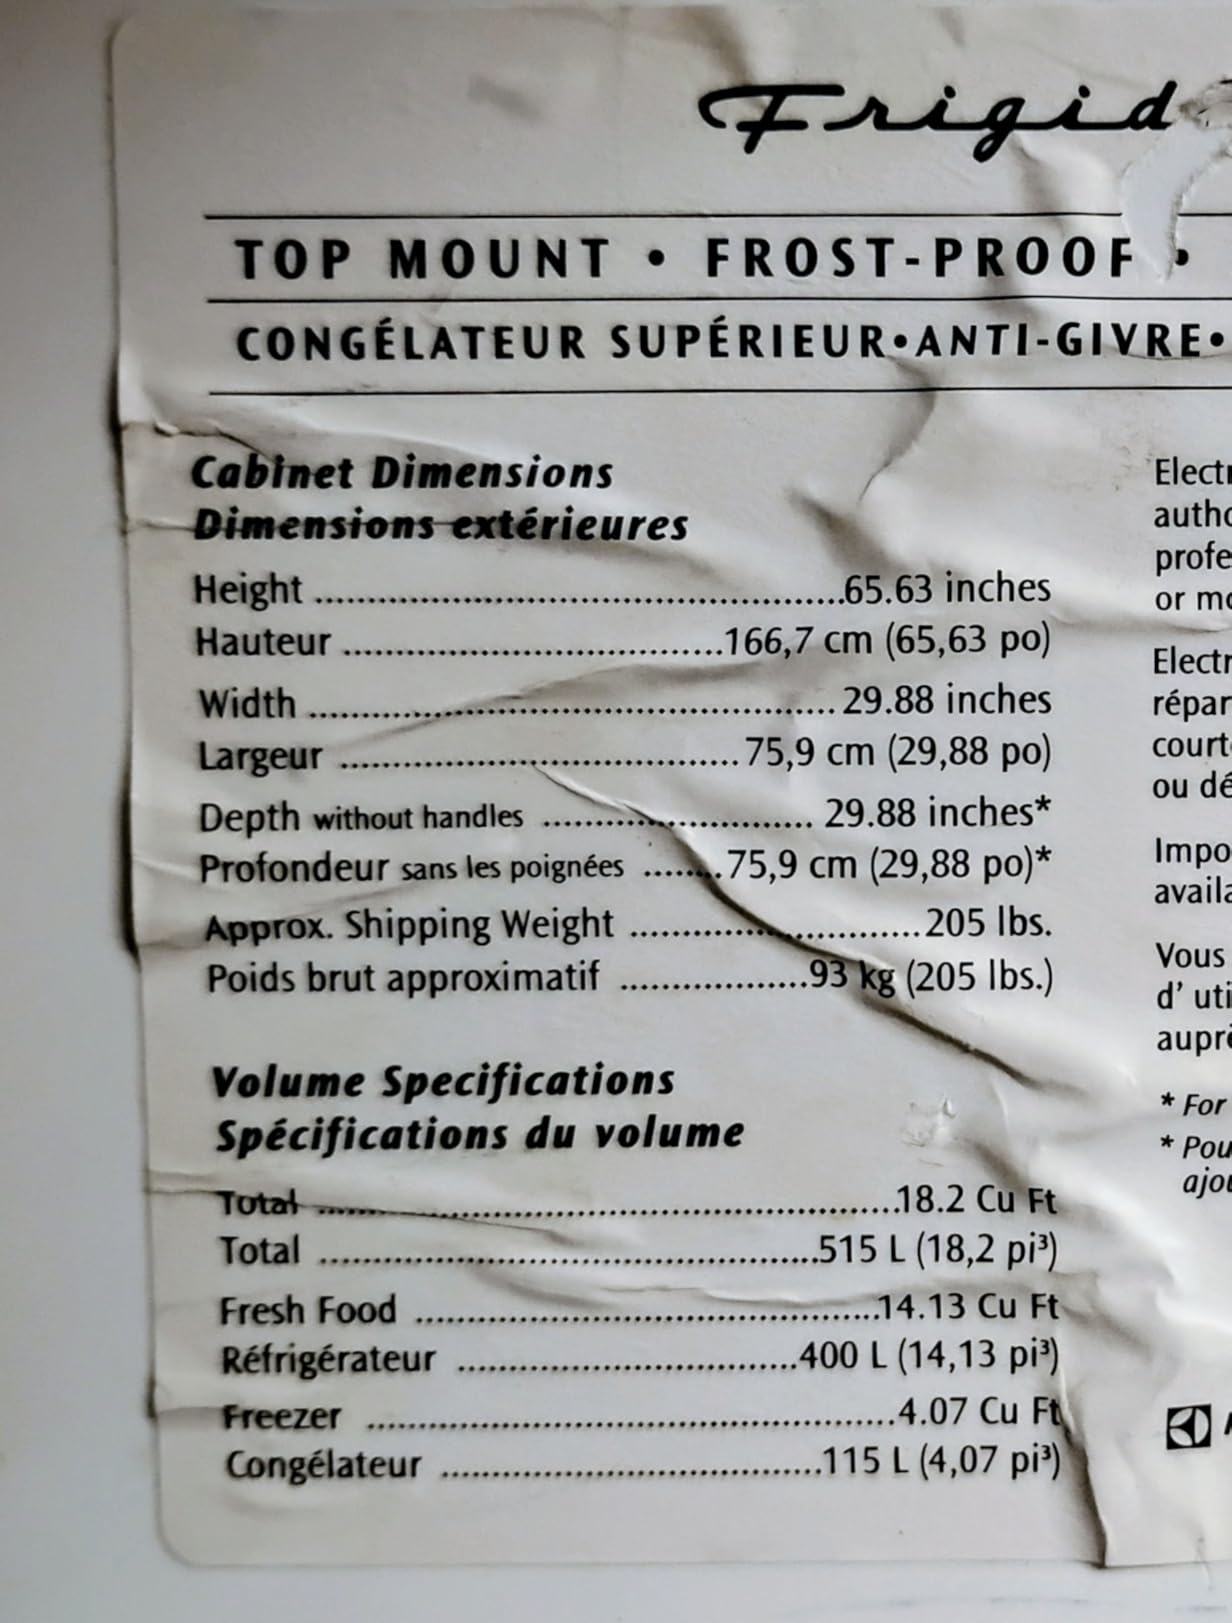 Frigid
TOP MOUNT • FROST-PROOF •
CONGÉLATEUR SUPÉRIEUR•ANTI-GIVRE•
Cabinet Dimensions
Dimensions extérieures
Height ..........65.63 inches
Hauteur ..........166,7 cm (65,63 po)
Width .......... 29.88 inches
Largeur ..........75,9 cm (29,88 po)
Depth without handles .......... 29.88 inches*
Profondeur sans les poignées ..........75,9 cm (29,88 po)*
Approx. Shipping Weight ..........205 lbs.
Poids brut approximatif ..........93 kg (205 lbs.)
Volume Specifications
Spécifications du volume
Total ..........18.2 Cu Ft
Total ..........515 L (18,2 pi³)
Fresh Food ..........14.13 Cu Ft
Réfrigérateur ..........400 L (14,13 pi³)
Freezer ..........4.07 Cu Ft
Congélateur ..........115 L (4,07 pi³)
Elect
autho
profe
or mo
Electr
répar
court
ou dé
Impo
availa
Vous
d' uti
auprè
* For
* Pou
ajou